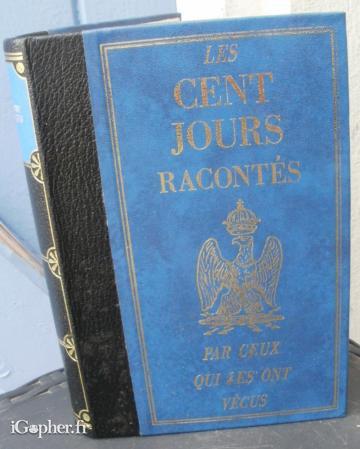 LES
CENT
JOURS
RACONTÉS
PAR CEUX
QUI LES ONT
VÉCUS
iGopher.fr